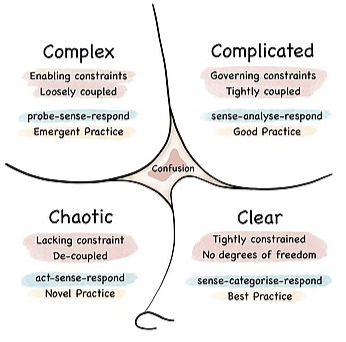 Complex
Enabling constraints
Loosely coupled
probe-sense-respond
Emergent Practice
Complicated
Governing constraints
Tightly coupled
sense-analyse-respond
Good Practice
Confusion
Chaotic
Lacking constraint
De-coupled
act-sense-respond
Novel Practice
Clear
Tightly constrained
No degrees of freedom
sense-categorise-respond
Best Practice